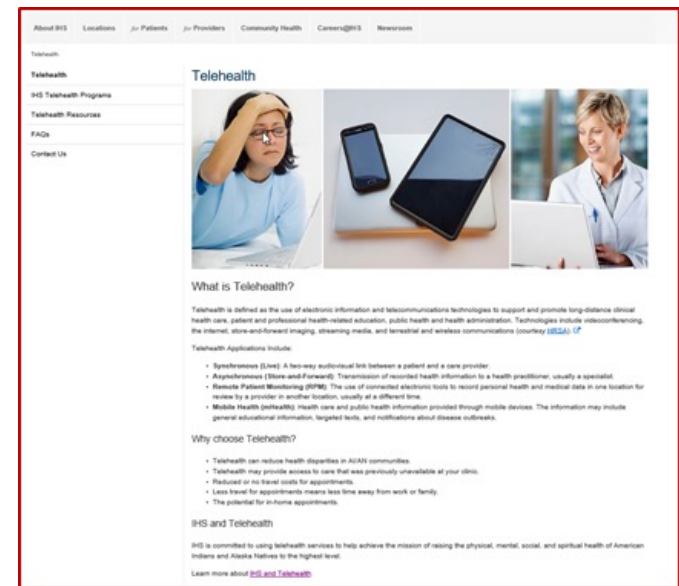 About IHS Locations for Patients for Providers Community Health Careers@IHS Newsroom
Telehealth
Telehealth
IHS Telehealth Programs
Telehealth Resources
FAQs
Contact Us
Telehealth
What is Telehealth?
Telehealth is defined as the use of electronic information and telecommunications technologies to support and promote long-distance clinical
health care, patient and professional health-related education, public health and health administration. Technologies include videoconferencing,
the internet, store-and-forward imaging, streaming media, and terrestrial and wireless communications (courtesy HRSA).
Telehealth Applications Include:
• Synchronous (Live): A two-way audiovisual link between a patient and a care provider.
• Asynchronous (Store-and-Forward): Transmission of recorded health information to a health practitioner, usually a specialist.
• Remote Patient Monitoring (RPM): The use of connected electronic tools to record personal health and medical data in one location for
review by a provider in another location, usually at a different time.
• Mobile Health (mHealth): Health care and public health information provided through mobile devices. The information may include
general educational information, targeted texts, and notifications about disease outbreaks.
Why choose Telehealth?
• Telehealth can reduce health disparities in AI/AN communities.
• Telehealth may provide access to care that was previously unavailable at your clinic.
• Reduced or no travel costs for appointments.
• Less travel for appointments means less time away from work or family.
• The potential for in-home appointments.
IHS and Telehealth
IHS is committed to using telehealth services to help achieve the mission of raising the physical, mental, social, and spiritual health of American
Indians and Alaska Natives to the highest level.
Learn more about IHS and Telehealth.